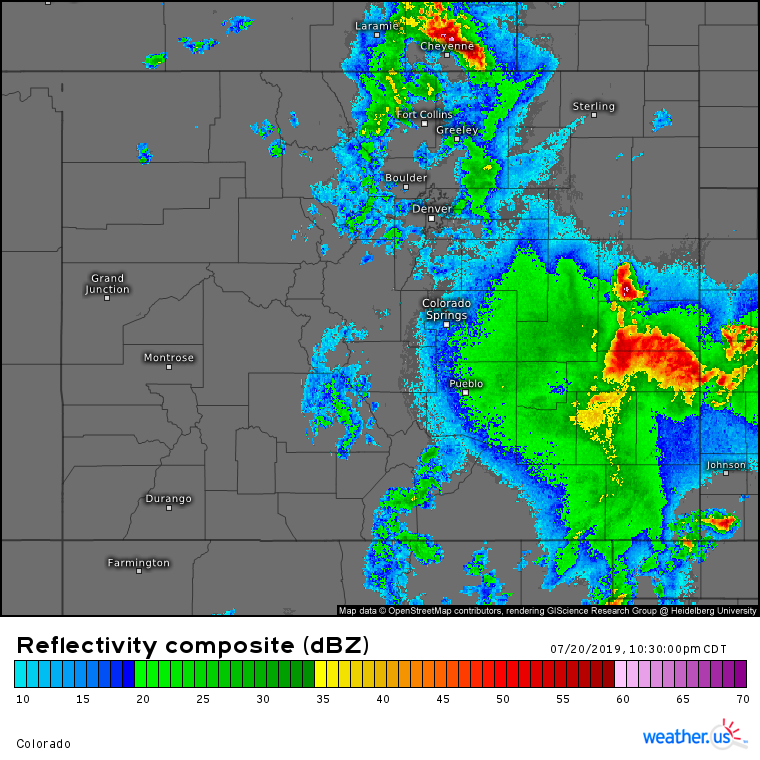 Laramie
Cheyenne
Sterling
Fort Collins
Greeley
Boulder
Denver
Grand
Junction
Colorado
Springs
Montrose
Pueblo
Johnson
Durango
Farmington
Map data © OpenStreetMap contributors, rendering GIScience Research Group @ Heidelberg University
Reflectivity composite (dBZ)
07/20/2019, 10:30:00pm CDT
10 15 20 25 30 35 40 45 50 55 60 65 70
Colorado
weather.us